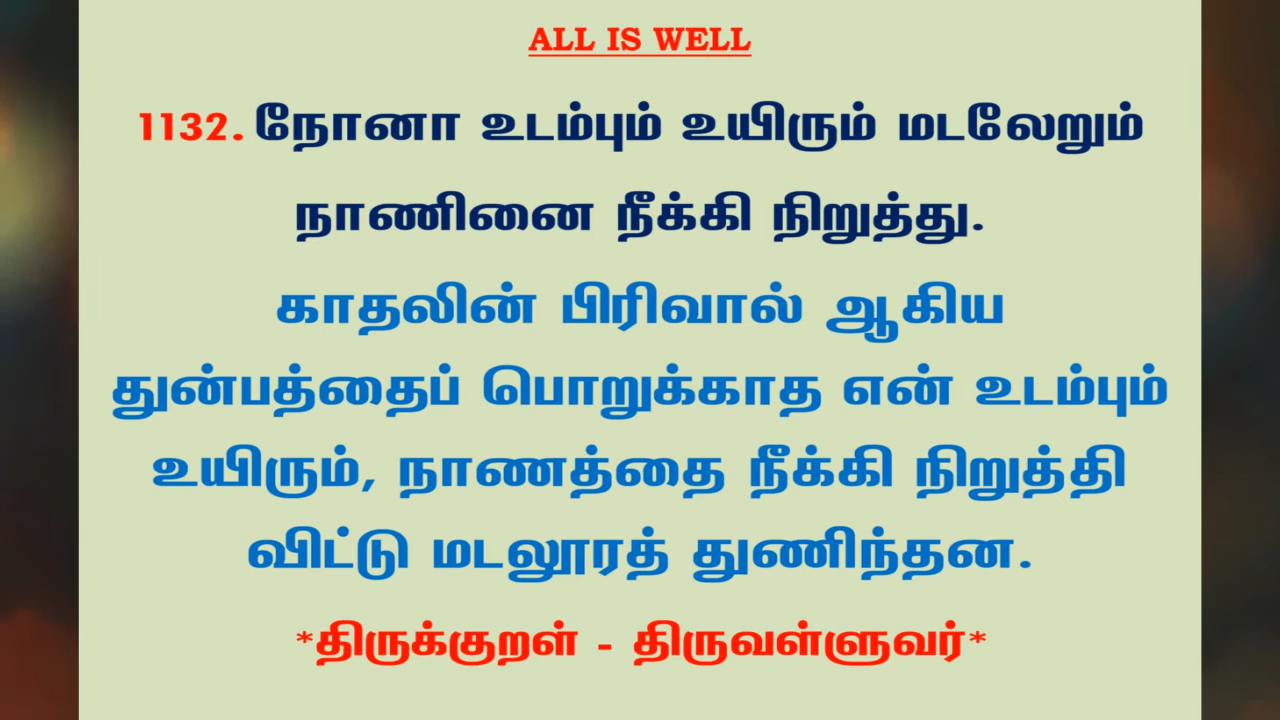 ALL IS WELL
1132. நோனா உடம்பும் உயிரும் மடலேறும்
நாணினை நீக்கி நிறுத்து.
காதலின் பிரிவால் ஆகிய
துன்பத்தைப் பொறுக்காத என் உடம்பும்
உயிரும், நாணத்தை நீக்கி நிறுத்தி
விட்டு மடலூரத் துணிந்தன.
*திருக்குறள் - திருவள்ளுவர்*